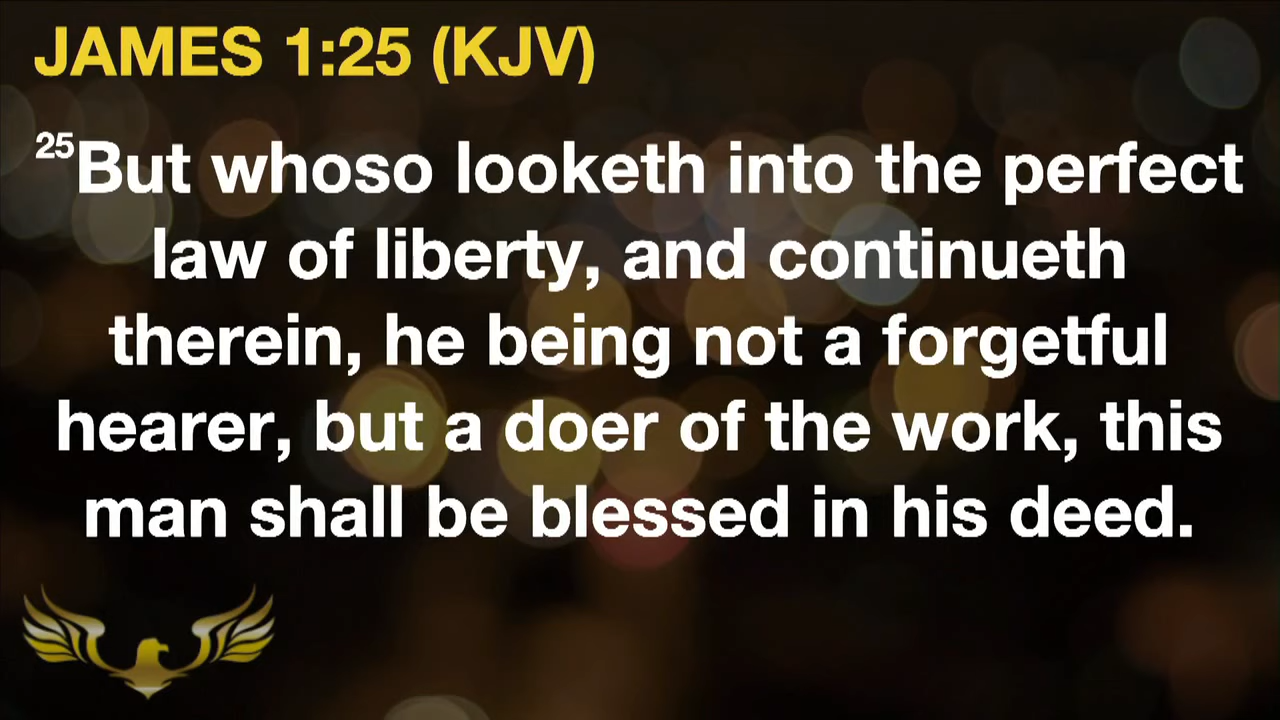 JAMES 1:25 (KJV)
25But whoso looketh into the perfect
law of liberty, and continueth
therein, he being not a forgetful
hearer, but a doer of the work, this
man shall be blessed in his deed.